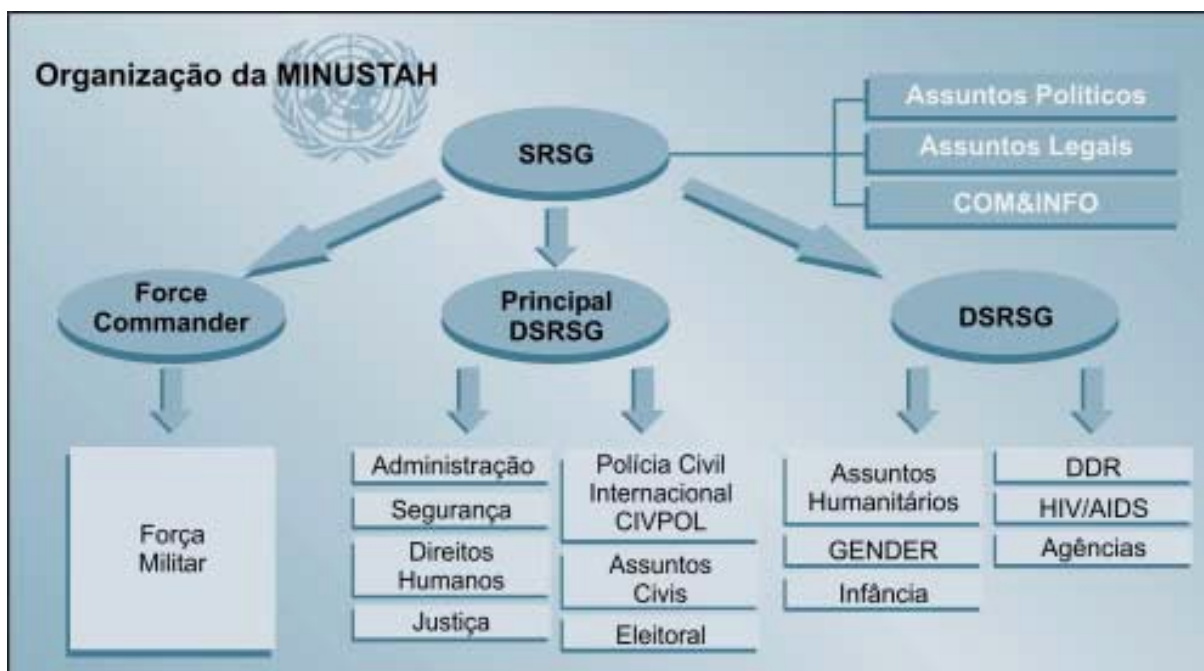 Organização da MINUSTAH
SRSG
Assuntos Políticos
Assuntos Legais
COM&INFO
Force
Commander
Principal
DSRSG
DSRSG
Força
Militar
Administração
Segurança
Direitos
Humanos
Justiça
Polícia Civil
Internacional
CIVPOL
Assuntos
Civis
Eleitoral
Assuntos
Humanitários
GENDER
Infância
DDR
HIV/AIDS
Agências